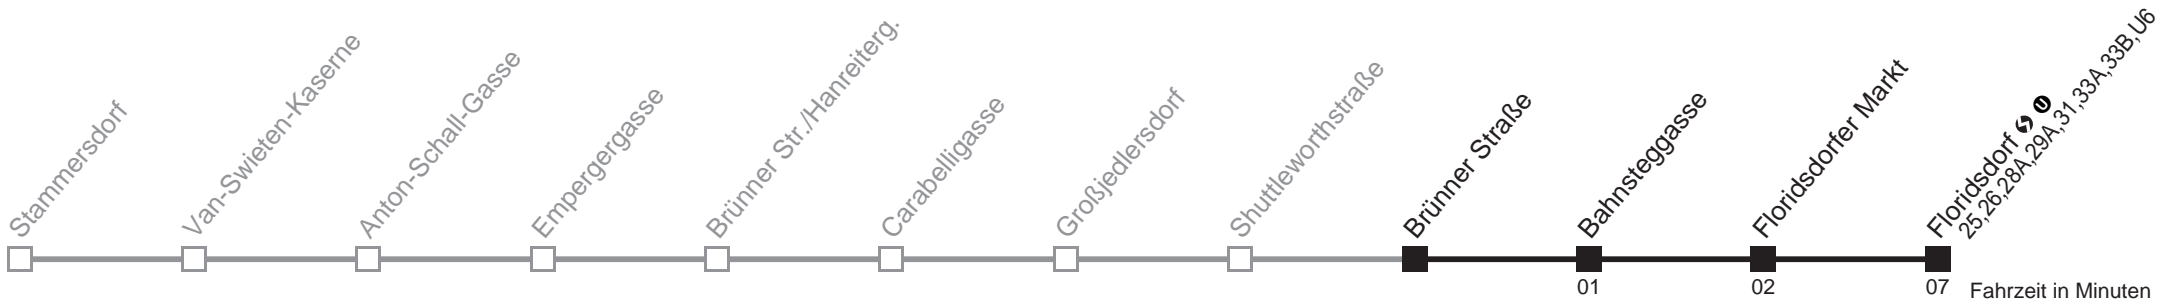 Stammersdorf
Van-Swieten-Kaserne
Anton-Schall-Gasse
Empergergasse
Brünner Str./Hanreiterg.
Carabelligasse
Großjedlersdorf
Shuttleworthstraße
Brünner Straße
Bahnsteggasse
Floridsdorfer Markt
Floridsdorf S U
25,26,28A,29A,31,33A,33B,U6
01
02
07
Fahrzeit in Minuten